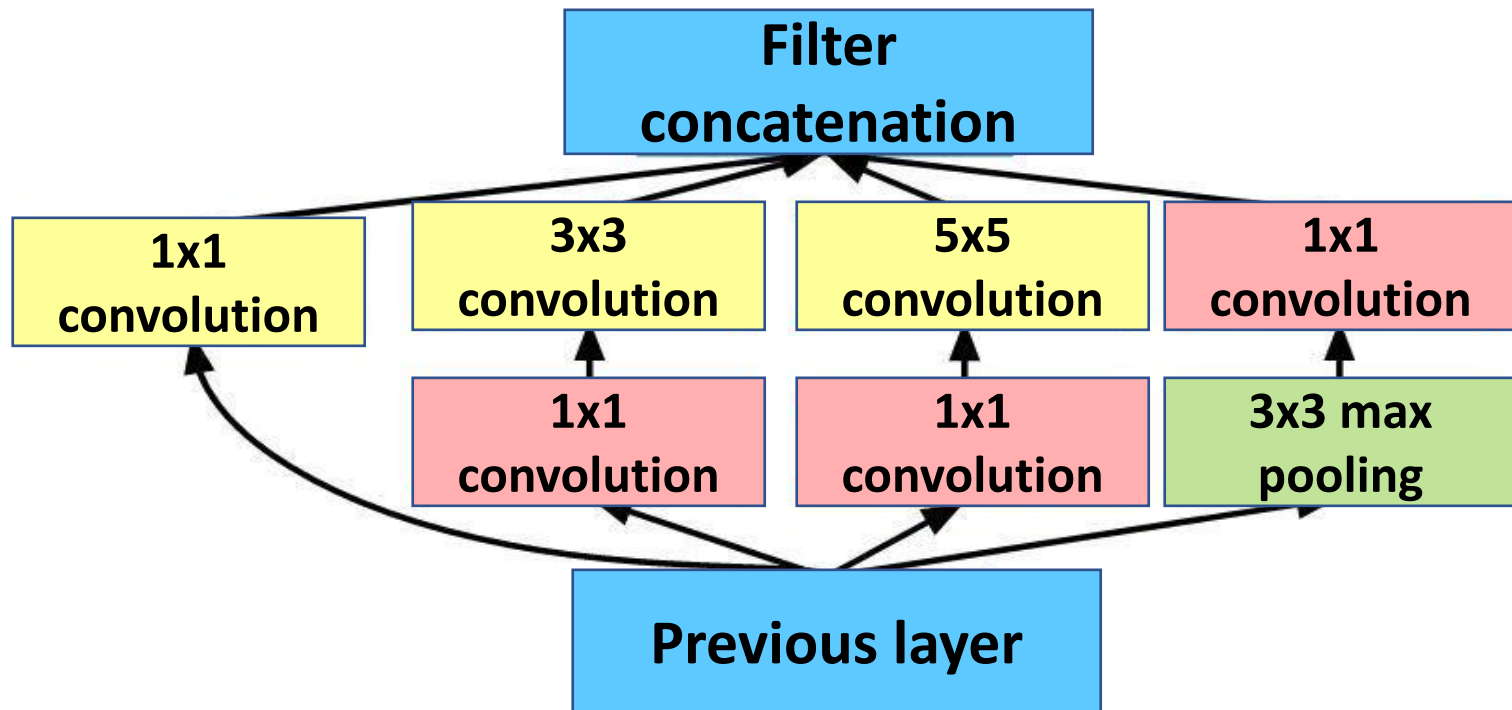 Filter
concatenation
1x1
convolution
3x3
convolution
5x5
convolution
1x1
convolution
1x1
convolution
1x1
convolution
3x3 max
pooling
Previous layer